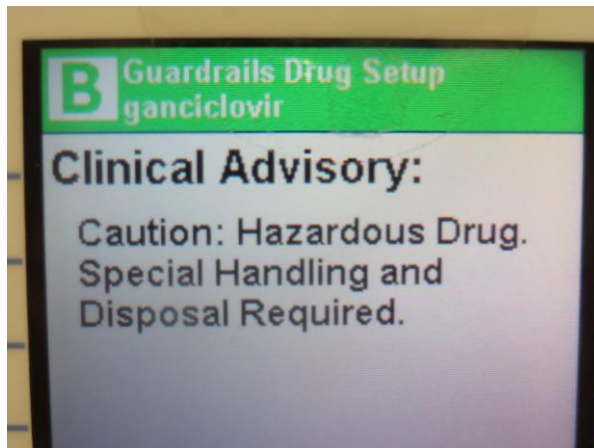 B
Guardrails Drug Setup
ganciclovir
Clinical Advisory:
Caution: Hazardous Drug.
Special Handling and
Disposal Required.